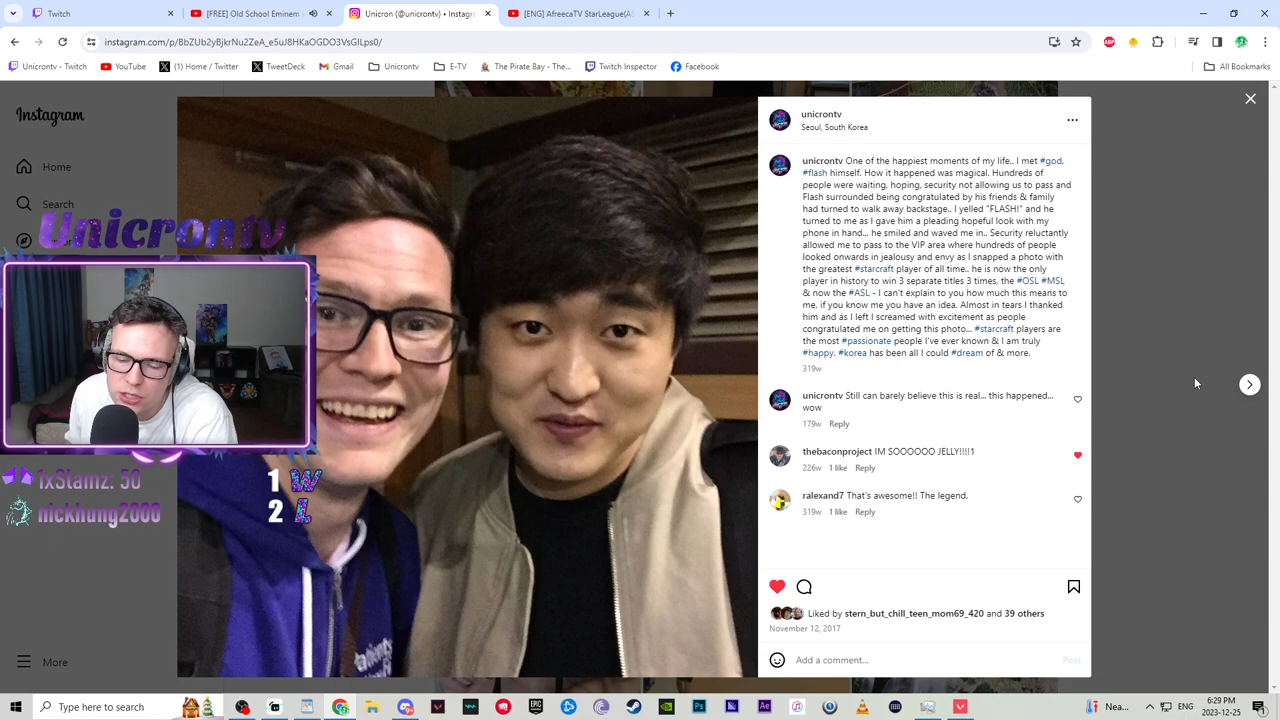 Twitch
[FREE] Old School Eminem
Unicron (@unicrontv) • Instag
[ENG] AfreecaTV StarLeague(AS
instagram.com/p/BbZUb2yBjkrNu2ZeA_e5uJ8HKaOGDO3VsGILps0/
Unicrontv - Twitch
YouTube
(1) Home / Twitter
TweetDeck
Gmail
Unicrontv
E-TV
The Pirate Bay - The...
Twitch Inspector
Facebook
All Bookmarks
Instagram
Home
Search
More
Unicront
1xStamz: 50
nickhung2000
1 W
2 L
unicrontv
Seoul, South Korea
unicrontv One of the happiest moments of my life.. I met #god,
#flash himself. How it happened was magical. Hundreds of
people were waiting, hoping, security not allowing us to pass and
Flash surrounded being congratulated by his friends & family
had turned to walk away backstage.. I yelled "FLASH!" and he
turned to me as I gave him a pleading hopeful look with my
phone in hand... he smiled and waved me in.. Security reluctantly
allowed me to pass to the VIP area where hundreds of people
looked onwards in jealousy and envy as I snapped a photo with
the greatest #starcraft player of all time.. he is now the only
player in history to win 3 separate titles 3 times, the #OSL #MSL
& now the #ASL - I can't explain to you how much this means to
me, if you know me you have an idea. Almost in tears I thanked
him and as I left I screamed with excitement as people
congratulated me on getting this photo... #starcraft players are
the most #passionate people I've ever known & I am truly
#happy. #korea has been all I could #dream of & more.
319w
unicrontv Still can barely believe this is real... this happened...
wow
179w Reply
thebaconproject IM SOOOOOO JELLY!!!!1
226w 1 like Reply
ralexand7 That's awesome!! The legend.
319w 1 like Reply
Liked by stern_but_chill_teen_mom69_420 and 39 others
November 12, 2017
Add a comment...
Post
Type here to search
Nea...
ENG
6:29 PM
2023-12-25